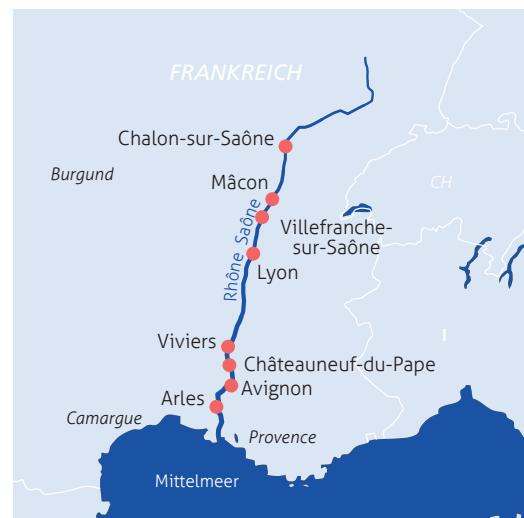 FRANKREICH
Chalon-sur-Saône
Burgund
Mâcon
CH
Saône
Villefranche-
sur-Saône
Rhône
Lyon
Viviers
I
Châteauneuf-du-Pape
Avignon
Arles
Camargue
Provence
Mittelmeer